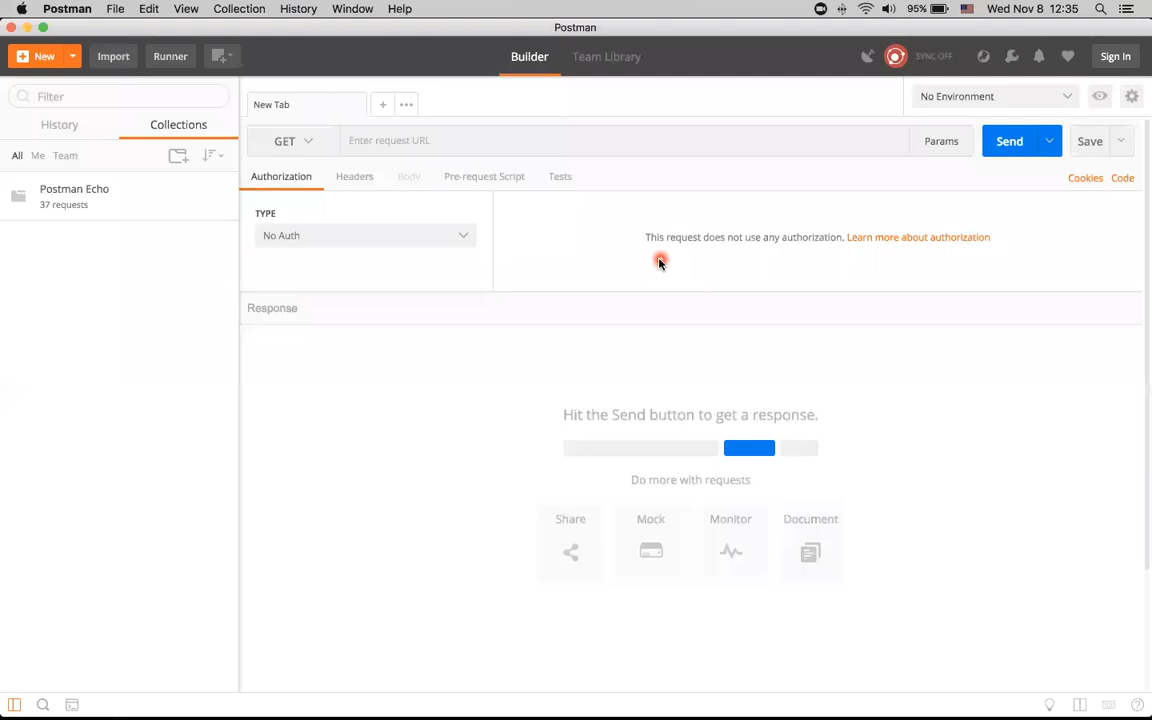 Postman File Edit View Collection History Window Help 95% Wed Nov 8 12:35
Postman
New Import Runner Builder Team Library SYNC OFF Sign In
Filter
New Tab
No Environment
History Collections
GET Enter request URL Params Send Save
All Me Team
Authorization Headers Body Pre-request Script Tests Cookies Code
Postman Echo
37 requests
TYPE
No Auth
This request does not use any authorization. Learn more about authorization
Response
Hit the Send button to get a response.
Do more with requests
Share Mock Monitor Document